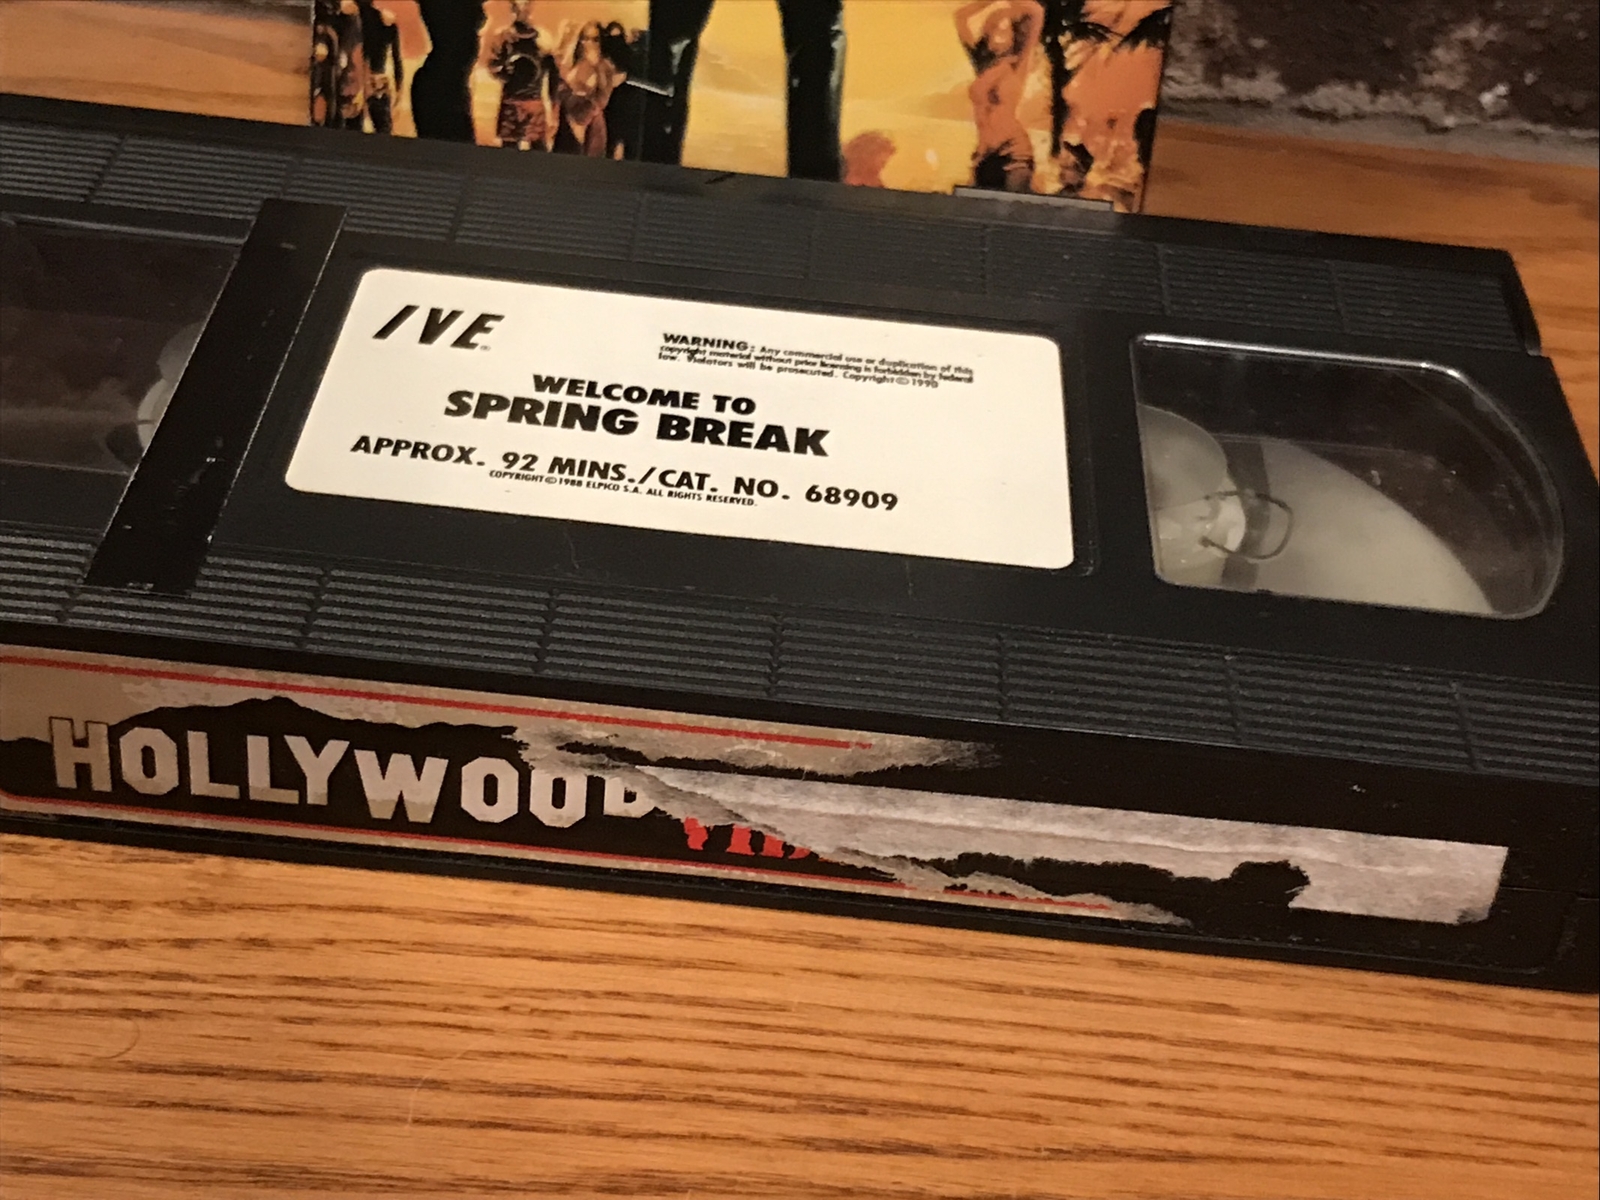 IVE
WARNING: Any commercial use or duplication of this
copyright material without prior licensing is forbidden by federal
law. Violators will be prosecuted. Copyright © 1990
WELCOME TO
SPRING BREAK
APPROX. 92 MINS./CAT. NO. 68909
COPYRIGHT © 1988 ELPICO S.A. ALL RIGHTS RESERVED.
HOLLYWOOD